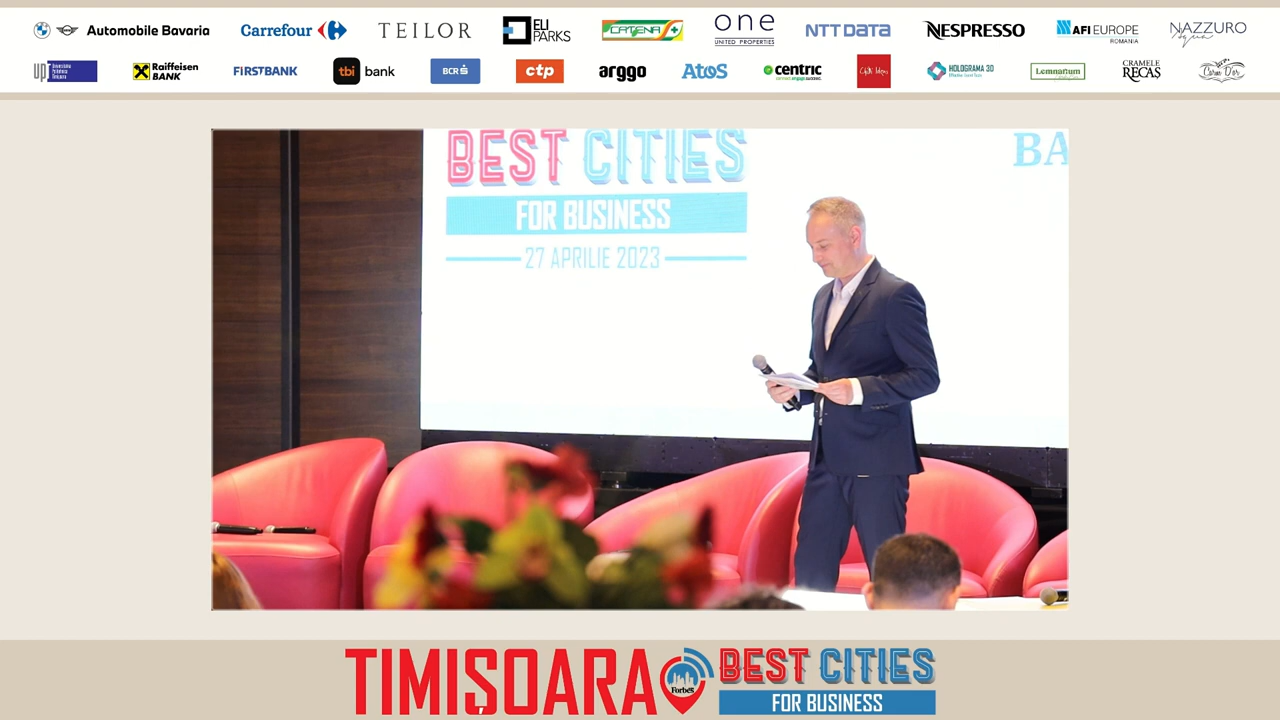 Automobile Bavaria
Carrefour
TEILOR
ELI PARKS
CATENA
one
UNITED PROPERTIES
NTT DATA
NESPRESSO
AFI EUROPE
ROMANIA
NAZZURO
UPT
Raiffeisen
BANK
FIRSTBANK
tbi bank
BCR
ctp
arggo
Atos
centric
HOLOGRAMA 3D
Lemnarium
CRAMELE
RECAȘ
BEST CITIES
FOR BUSINESS
27 APRILIE 2023
BA
TIMIȘOARA
Forbes
BEST CITIES
FOR BUSINESS